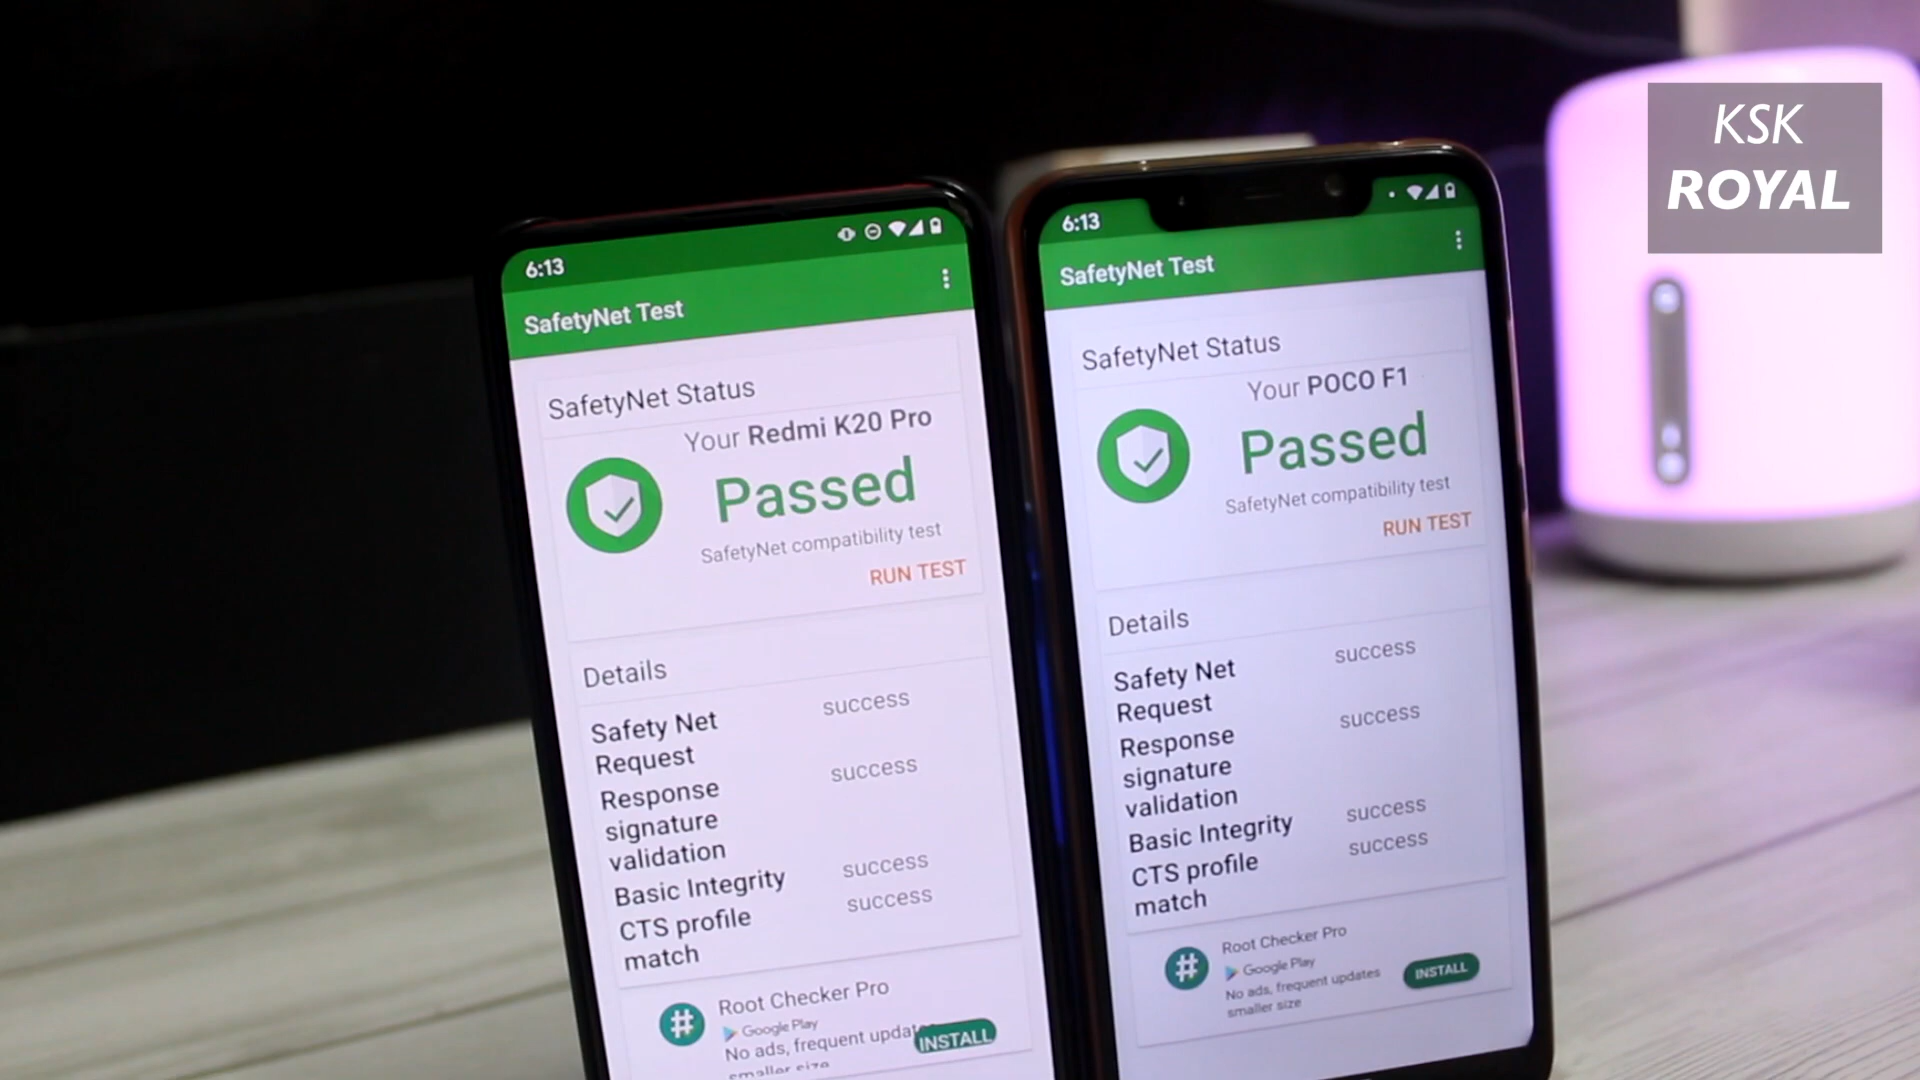 KSK
ROYAL
6:13
SafetyNet Test
SafetyNet Status
Your Redmi K20 Pro
Passed
SafetyNet compatibility test
RUN TEST
Details
Safety Net Request success
Response signature validation success
Basic Integrity success
CTS profile match success
Root Checker Pro
Google Play
No ads, frequent updat
smaller size
INSTALL
6:13
SafetyNet Test
SafetyNet Status
Your POCO F1
Passed
SafetyNet compatibility test
RUN TEST
Details
Safety Net Request success
Response signature validation success
Basic Integrity success
CTS profile match success
Root Checker Pro
Google Play
No ads, frequent updates
smaller size
INSTALL